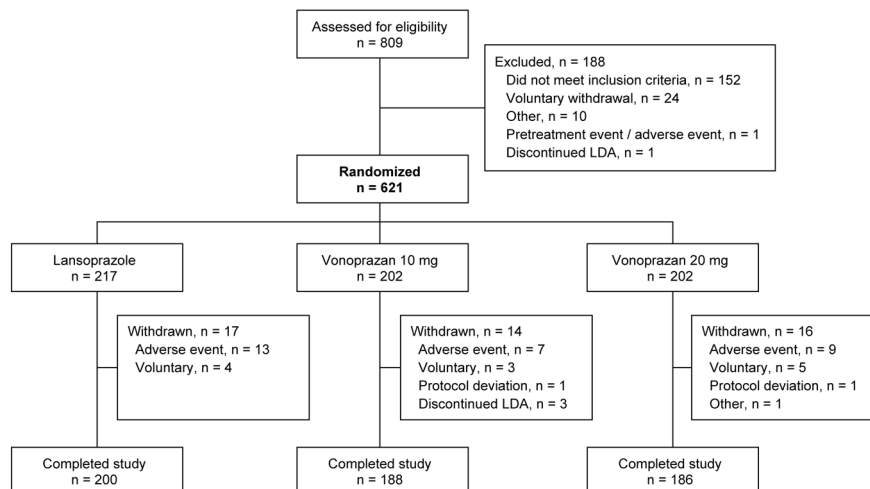 Assessed for eligibility
n = 809
Excluded, n = 188
Did not meet inclusion criteria, n = 152
Voluntary withdrawal, n = 24
Other, n = 10
Pretreatment event / adverse event, n = 1
Discontinued LDA, n = 1
Randomized
n = 621
Lansoprazole
n = 217
Vonoprazan 10 mg
n = 202
Vonoprazan 20 mg
n = 202
Withdrawn, n = 17
Adverse event, n = 13
Voluntary, n = 4
Withdrawn, n = 14
Adverse event, n = 7
Voluntary, n = 3
Protocol deviation, n = 1
Discontinued LDA, n = 3
Withdrawn, n = 16
Adverse event, n = 9
Voluntary, n = 5
Protocol deviation, n = 1
Other, n = 1
Completed study
n = 200
Completed study
n = 188
Completed study
n = 186